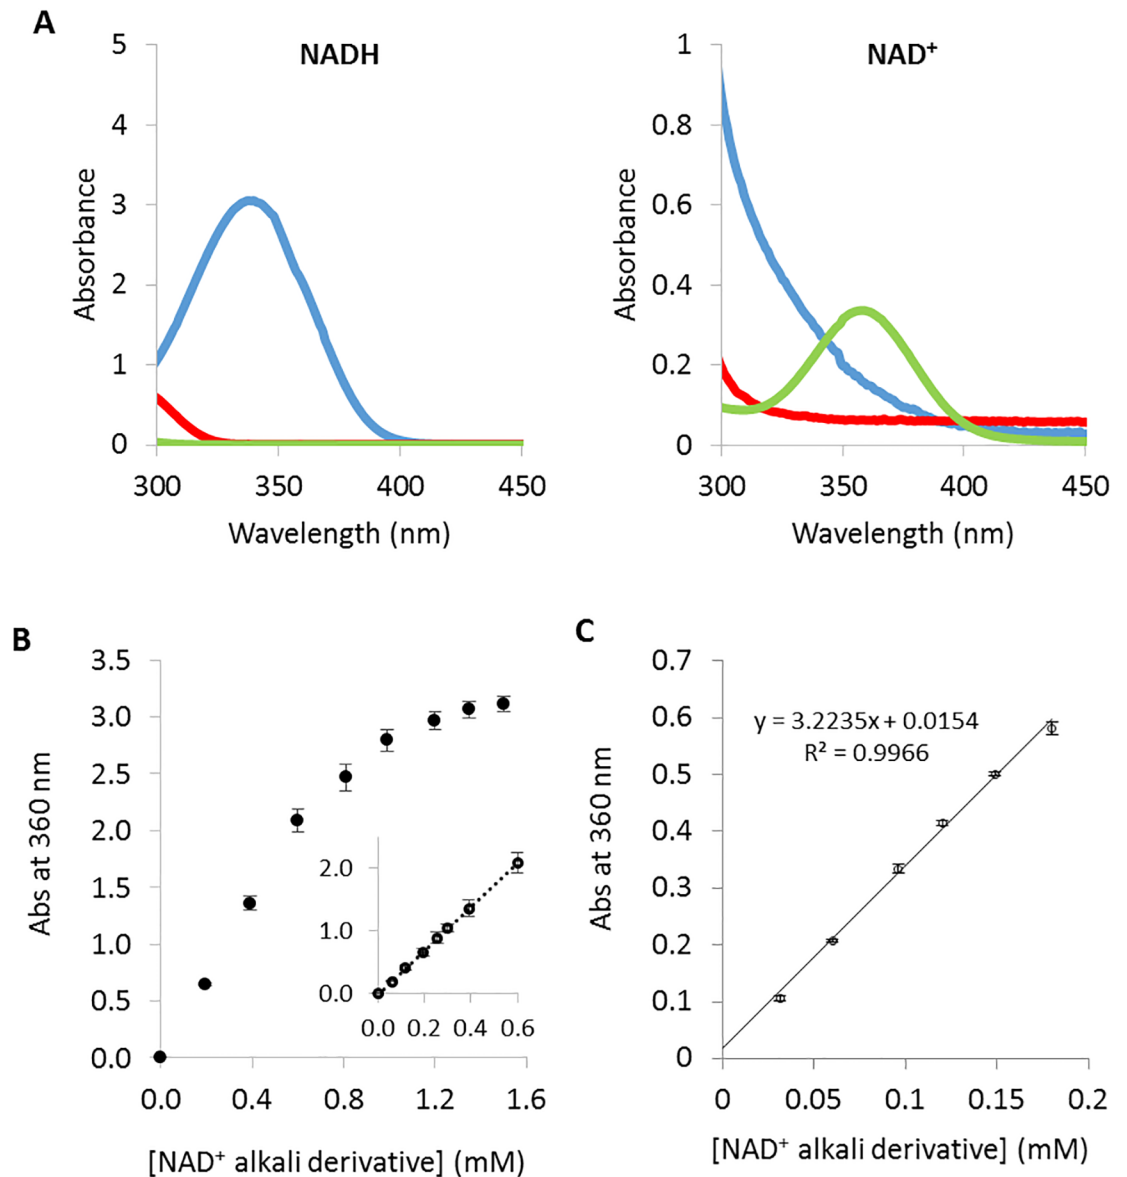 A
NADH
NAD⁺
5
4
3
2
1
0
Absorbance
300 350 400 450
Wavelength (nm)
1
0.8
0.6
0.4
0.2
0
Absorbance
300 350 400 450
Wavelength (nm)
B
3.5
3.0
2.5
2.0
1.5
1.0
0.5
0.0
Abs at 360 nm
2.0
1.0
0.0
0.0 0.2 0.4 0.6
0.0 0.4 0.8 1.2 1.6
[NAD⁺ alkali derivative] (mM)
C
0.7
0.6
0.5
0.4
0.3
0.2
0.1
0
Abs at 360 nm
y = 3.2235x + 0.0154
R² = 0.9966
0 0.05 0.1 0.15 0.2
[NAD⁺ alkali derivative] (mM)